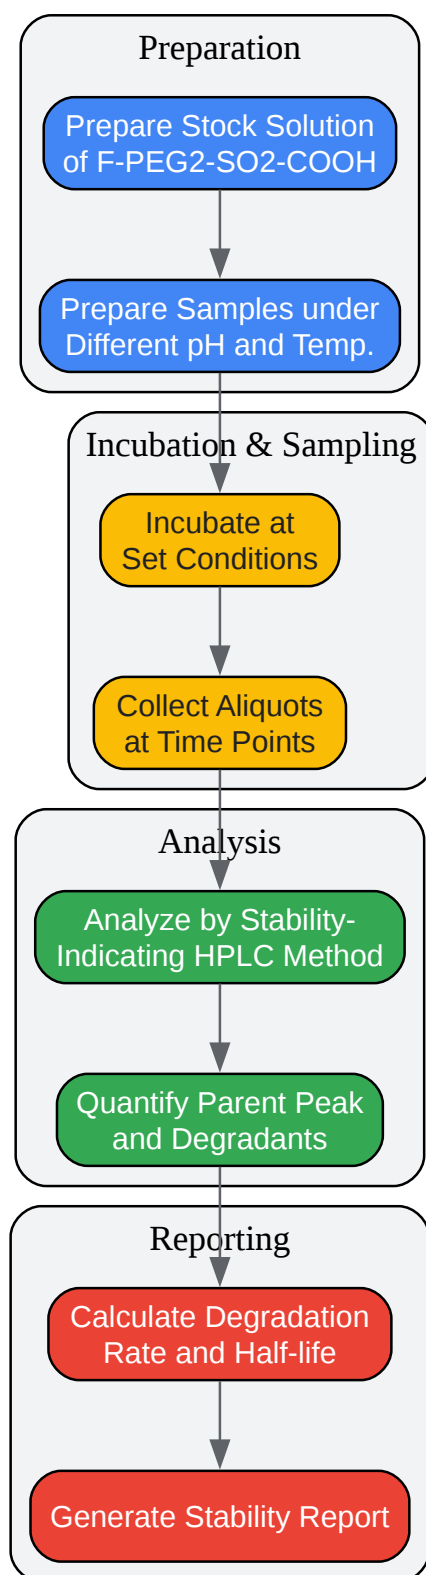 Preparation
Prepare Stock Solution
of F-PEG2-SO2-COOH
Prepare Samples under
Different pH and Temp.
Incubation & Sampling
Incubate at
Set Conditions
Collect Aliquots
at Time Points
Analysis
Analyze by Stability-
Indicating HPLC Method
Quantify Parent Peak
and Degradants
Reporting
Calculate Degradation
Rate and Half-life
Generate Stability Report